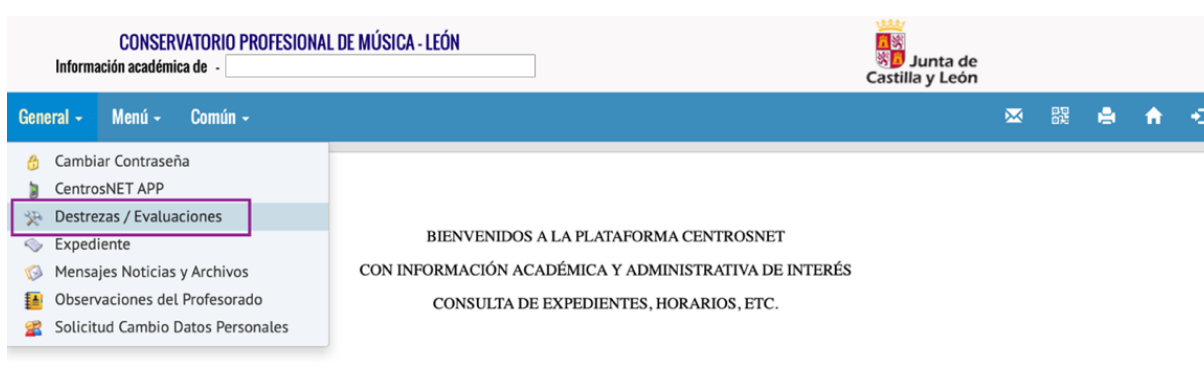 CONSERVATORIO PROFESIONAL DE MÚSICA - LEÓN
Información académica de -
Junta de
Castilla y León
General Menú Común
Cambiar Contraseña
CentrosNET APP
Destrezas / Evaluaciones
Expediente
Mensajes Noticias y Archivos
Observaciones del Profesorado
Solicitud Cambio Datos Personales
BIENVENIDOS A LA PLATAFORMA CENTROSNET
CON INFORMACIÓN ACADÉMICA Y ADMINISTRATIVA DE INTERÉS
CONSULTA DE EXPEDIENTES, HORARIOS, ETC.